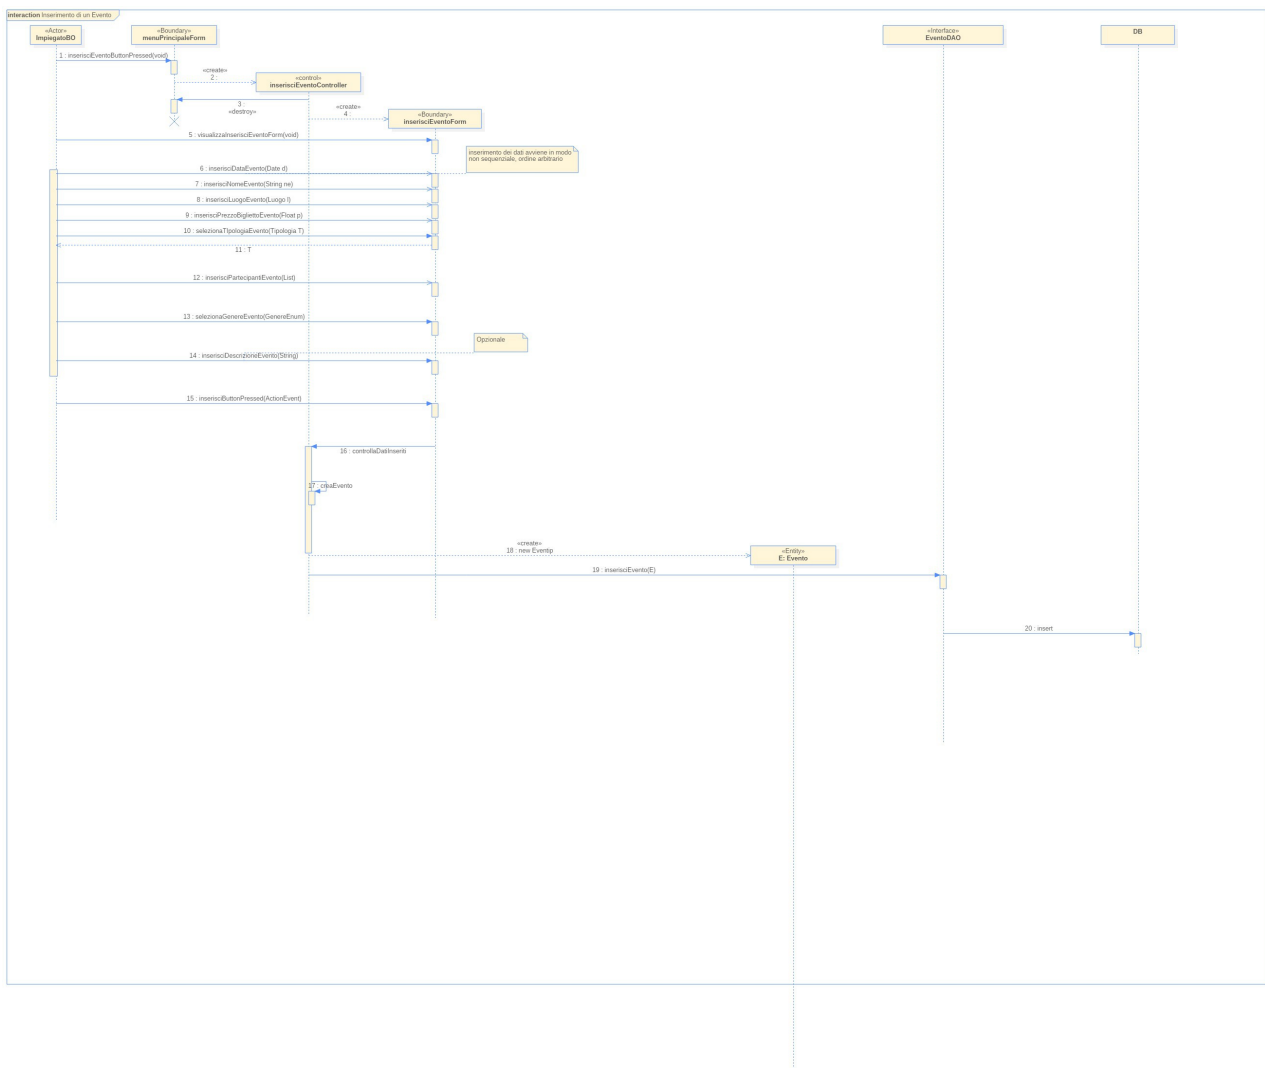 interaction Inserimento di un Evento
«Actor»
ImpiegatoBO
«Boundary»
menuPrincipaleForm
«Interface»
EventoDAO
DB
1 : inserisciEventoButtonPressed(void)
«create»
2 :
«control»
inserisciEventoController
3 :
«destroy»
«create»
4 :
«Boundary»
inserisciEventoForm
5 : visualizzaInserisciEventoForm(void)
inserimento dei dati avviene in modo
non sequenziale, ordine arbitrario
6 : inserisciDataEvento(Date d)
7 : inserisciNomeEvento(String ne)
8 : inserisciLuogoEvento(Luogo l)
9 : inserisciPrezzoBigliettoEvento(Float p)
10 : selezionaTipologiaEvento(Tipologia T)
11 : T
12 : inserisciPartecipantiEvento(List)
13 : selezionaGenereEvento(GenereEnum)
Opzionale
14 : inserisciDescrizioneEvento(String)
15 : inserisciButtonPressed(ActionEvent)
16 : controllaDatiInseriti
17 : creaEvento
«create»
18 : new Eventip
«Entity»
E: Evento
19 : inserisciEvento(E)
20 : insert